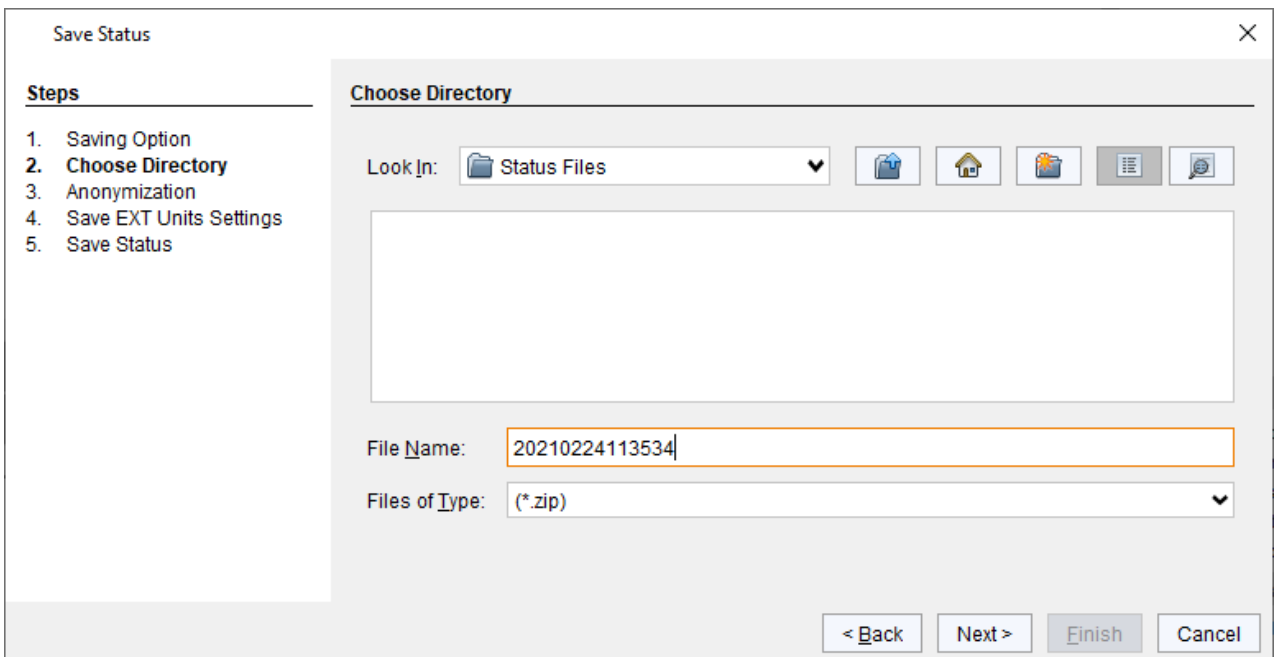 Save Status
Steps
1. Saving Option
2. Choose Directory
3. Anonymization
4. Save EXT Units Settings
5. Save Status
Choose Directory
Look In: Status Files
File Name: 20210224113534
Files of Type: (*.zip)
< Back Next > Finish Cancel